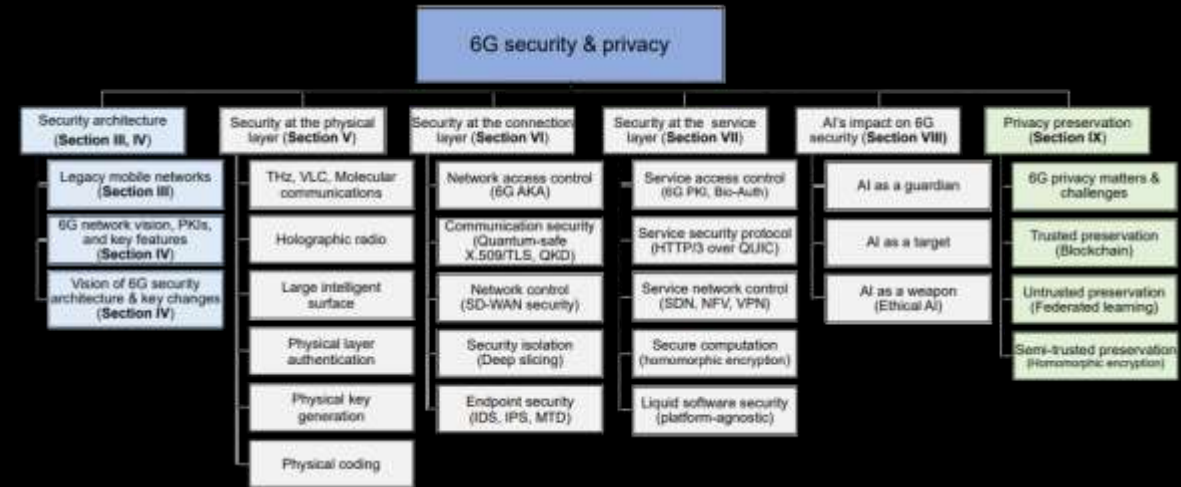 6G security & privacy
Security architecture
(Section III, IV)
Legacy mobile networks
(Section III)
6G network vision, PKIs,
and key features
(Section IV)
Vision of 6G security
architecture & key changes
(Section IV)
Security at the physical
layer (Section V)
THz, VLC, Molecular
communications
Holographic radio
Large intelligent
surface
Physical layer
authentication
Physical key
generation
Physical coding
Security at the connection
layer (Section VI)
Network access control
(6G AKA)
Communication security
(Quantum-safe
X.509/TLS, QKD)
Network control
(SD-WAN security)
Security isolation
(Deep slicing)
Endpoint security
(IDS, IPS, MTD)
Security at the service
layer (Section VII)
Service access control
(6G PKI, Bio-Auth)
Service security protocol
(HTTP/3 over QUIC)
Service network control
(SDN, NFV, VPN)
Secure computation
(homomorphic encryption)
Liquid software security
(platform-agnostic)
AI's impact on 6G
security (Section VIII)
AI as a guardian
AI as a target
AI as a weapon
(Ethical AI)
Privacy preservation
(Section IX)
6G privacy matters &
challenges
Trusted preservation
(Blockchain)
Untrusted preservation
(Federated learning)
Semi-trusted preservation
(Homomorphic encryption)